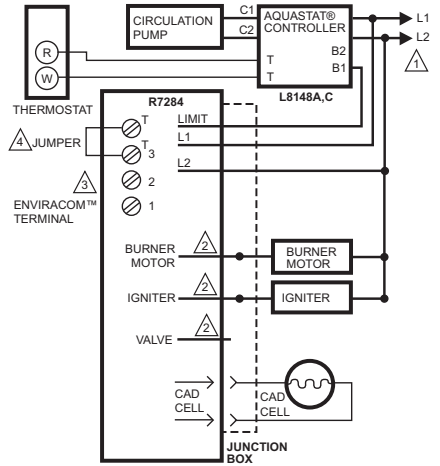 C1
CIRCULATION
PUMP
C2
AQUASTAT®
CONTROLLER
L1
L2
B2
B1
1
R
W
T
T
THERMOSTAT
L8148A,C
R7284
T
LIMIT
4 JUMPER
L1
T
3
L2
3
2
ENVIRACOM™
TERMINAL
1
BURNER
MOTOR
2
BURNER
MOTOR
IGNITER
2
IGNITER
VALVE
2
CAD
CELL
CAD
CELL
JUNCTION
BOX